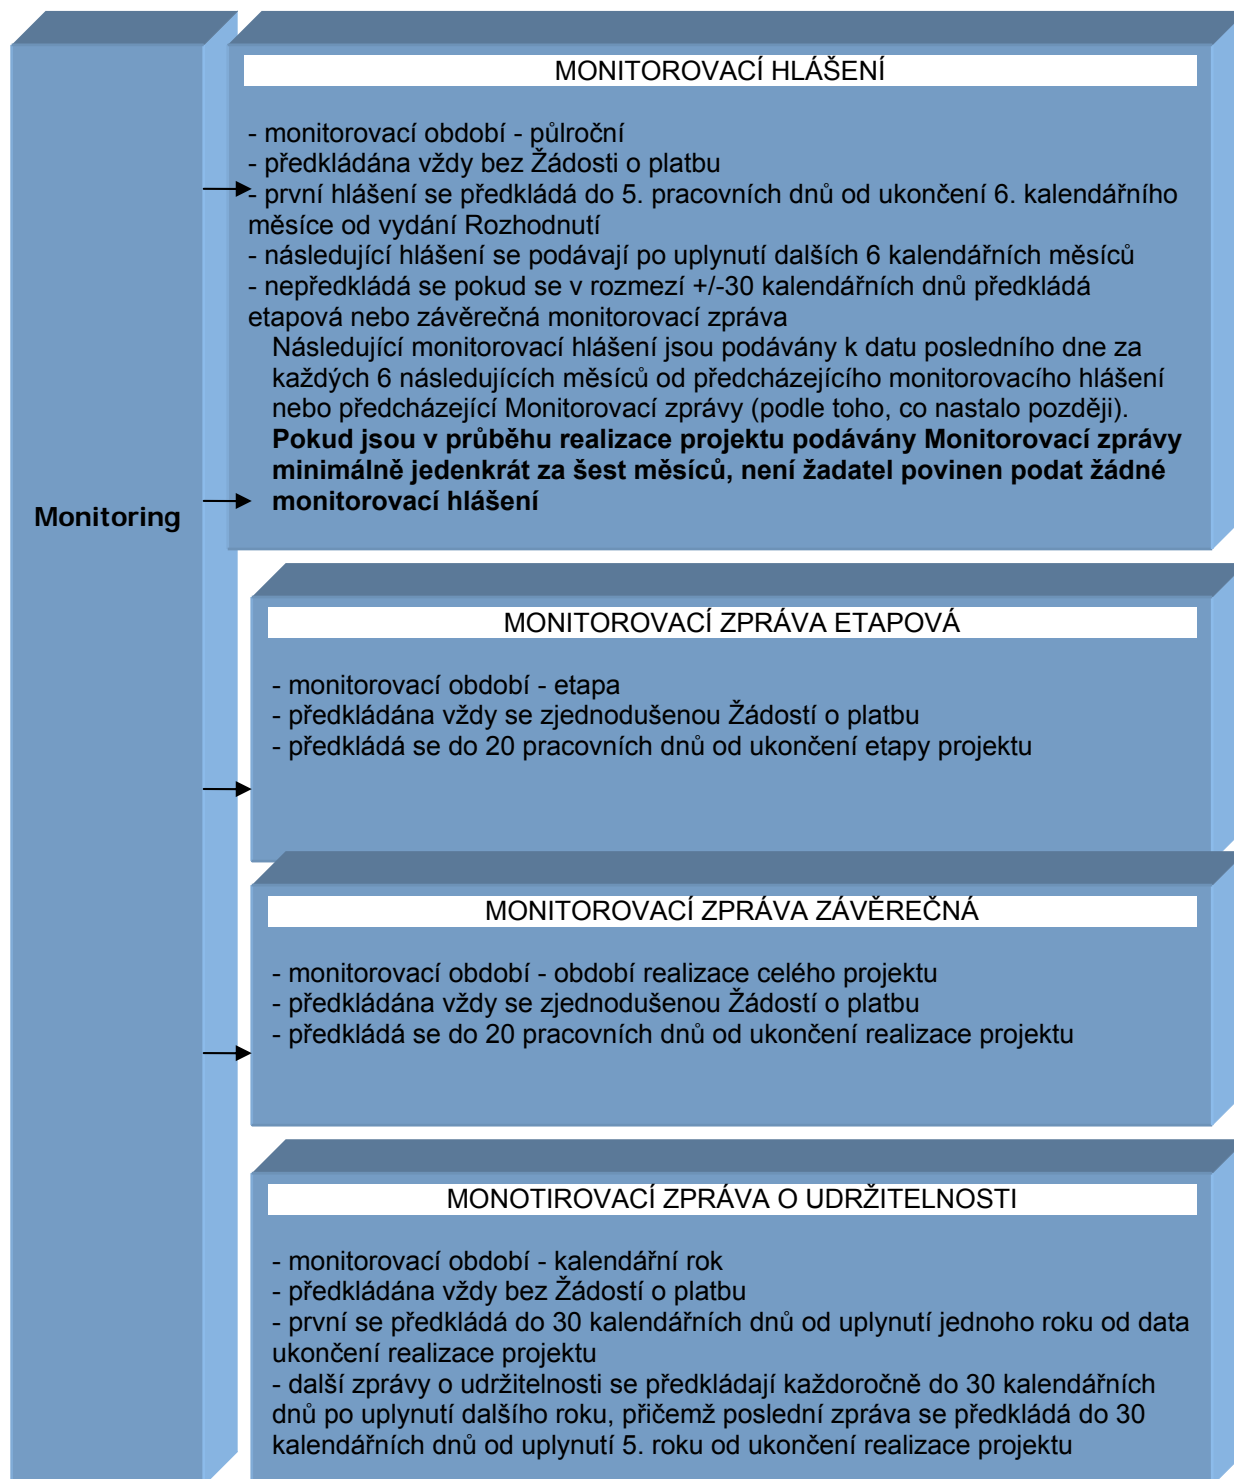 MONITOROVACÍ HLÁŠENÍ
- monitorovací období - půlroční
- předkládána vždy bez Žádosti o platbu
- první hlášení se předkládá do 5. pracovních dnů od ukončení 6. kalendářního
měsíce od vydání Rozhodnutí
- následující hlášení se podávají po uplynutí dalších 6 kalendářních měsíců
- nepředkládá se pokud se v rozmezí +/-30 kalendářních dnů předkládá
etapová nebo závěrečná monitorovací zpráva
Následující monitorovací hlášení jsou podávány k datu posledního dne za
každých 6 následujících měsíců od předcházejícího monitorovacího hlášení
nebo předcházející Monitorovací zprávy (podle toho, co nastalo později).
Pokud jsou v průběhu realizace projektu podávány Monitorovací zprávy
minimálně jedenkrát za šest měsíců, není žadatel povinen podat žádné
monitorovací hlášení
Monitoring
MONITOROVACÍ ZPRÁVA ETAPOVÁ
- monitorovací období - etapa
- předkládána vždy se zjednodušenou Žádostí o platbu
- předkládá se do 20 pracovních dnů od ukončení etapy projektu
MONITOROVACÍ ZPRÁVA ZÁVĚREČNÁ
- monitorovací období - období realizace celého projektu
- předkládána vždy se zjednodušenou Žádostí o platbu
- předkládá se do 20 pracovních dnů od ukončení realizace projektu
MONOTIROVACÍ ZPRÁVA O UDRŽITELNOSTI
- monitorovací období - kalendářní rok
- předkládána vždy bez Žádostí o platbu
- první se předkládá do 30 kalendářních dnů od uplynutí jednoho roku od data
ukončení realizace projektu
- další zprávy o udržitelnosti se předkládají každoročně do 30 kalendářních
dnů po uplynutí dalšího roku, přičemž poslední zpráva se předkládá do 30
kalendářních dnů od uplynutí 5. roku od ukončení realizace projektu